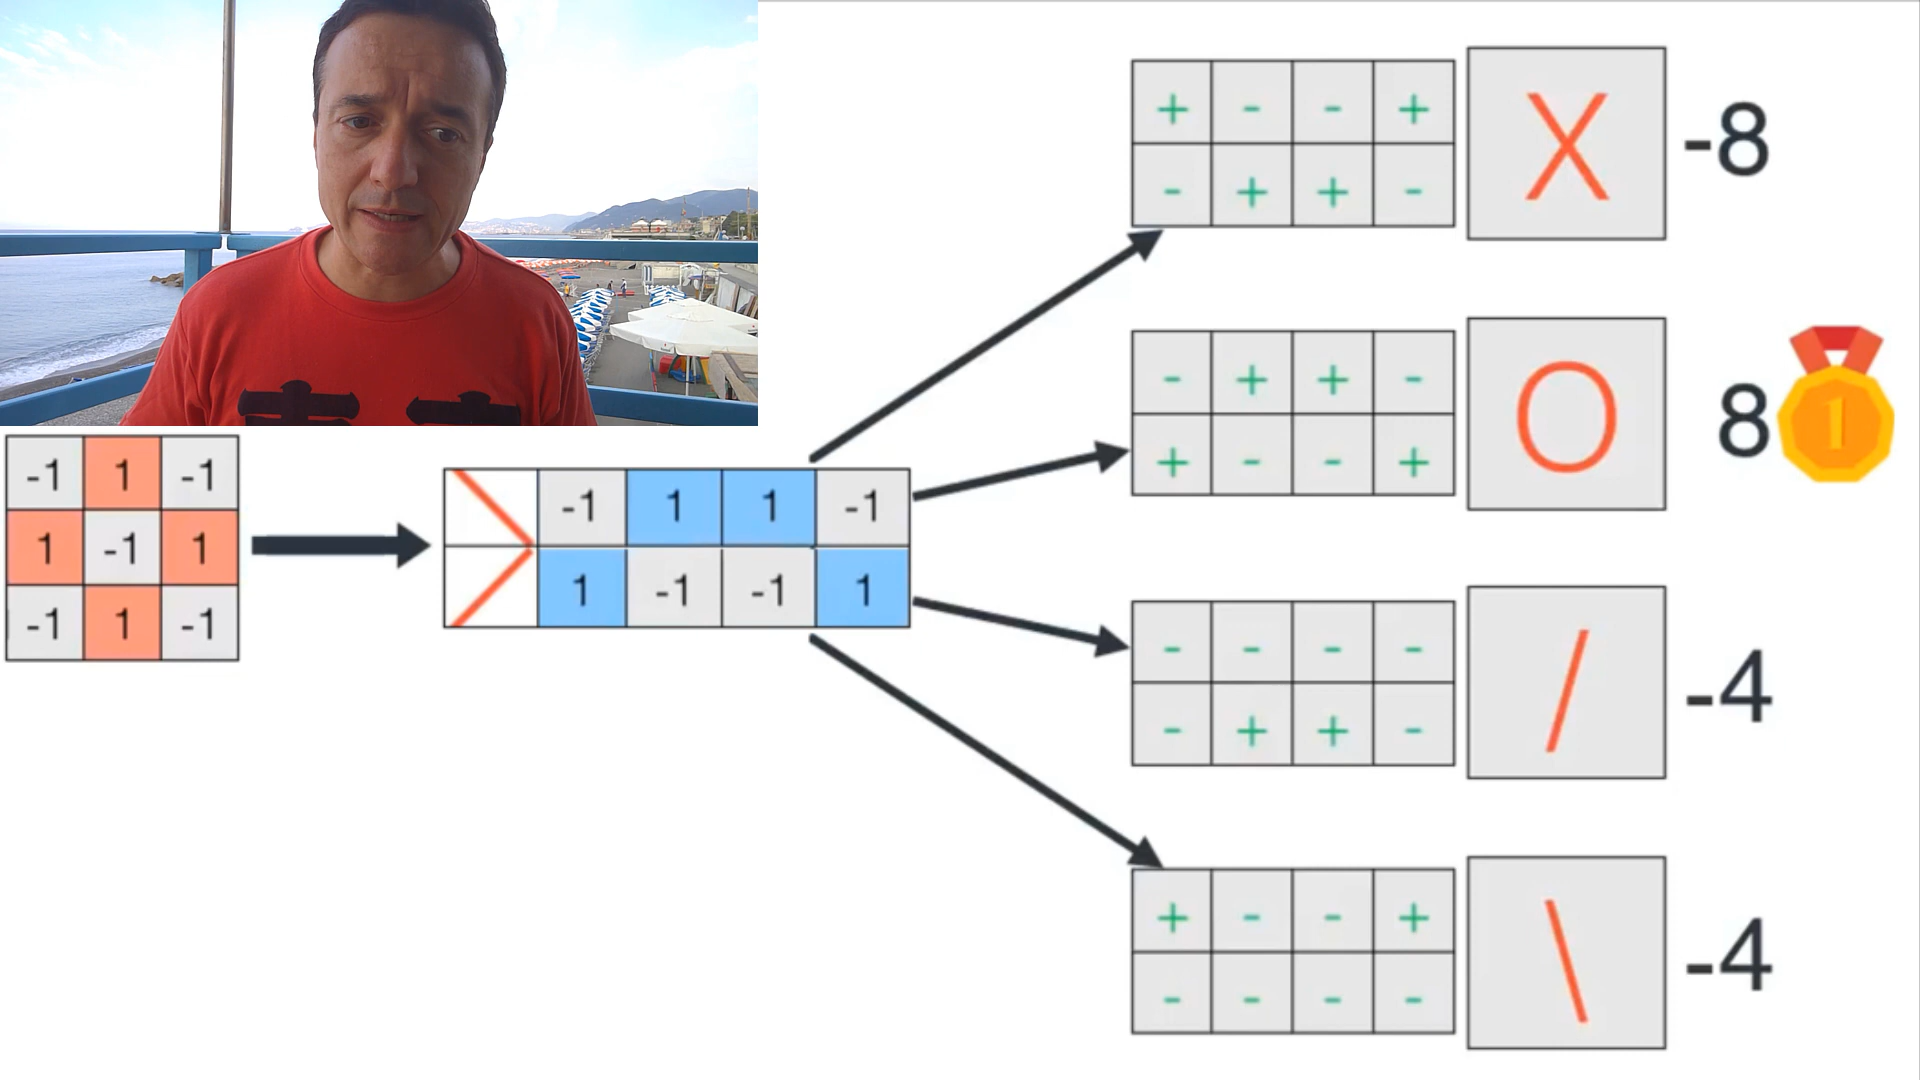 + - - +
- + + -
X
-8
- + + -
+ - - +
O
8
1
-1 1 -1
1 -1 1
-1 1 -1
-1 1 1 -1
1 -1 -1 1
- - - -
- + + -
/
-4
+ - - +
- - - -
\
-4